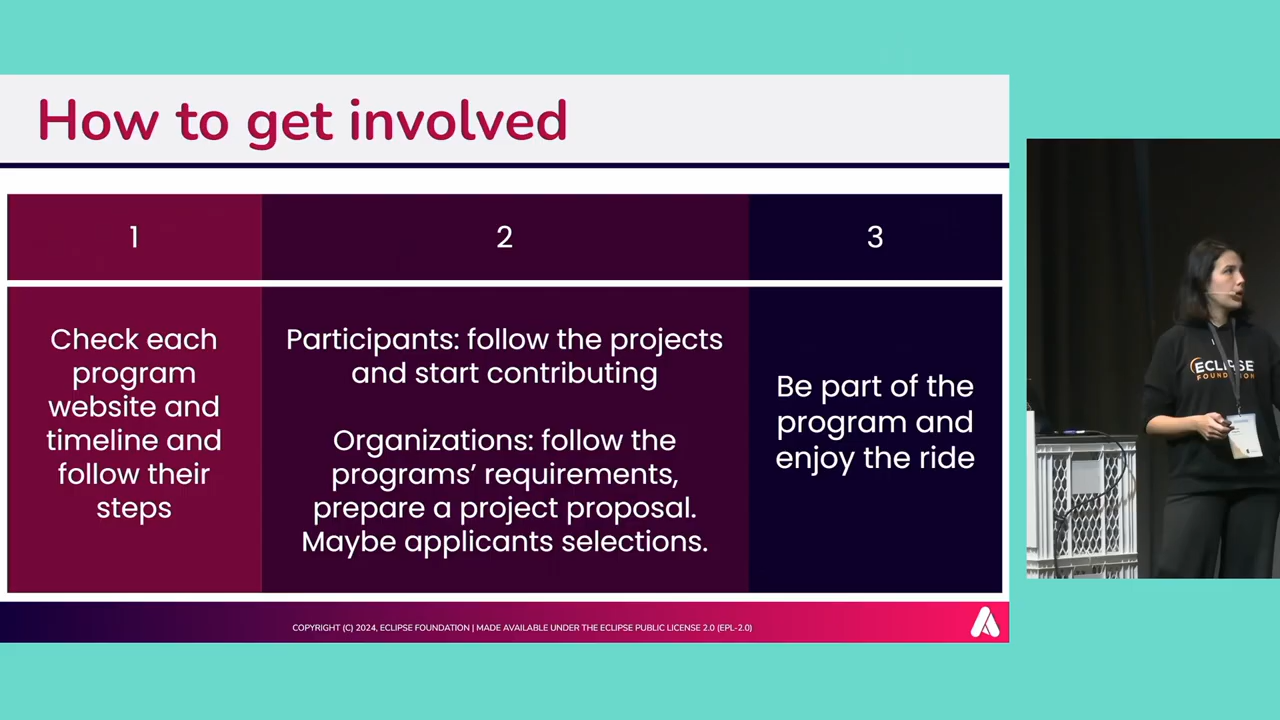 How to get involved
1
2
3
Check each
program
website and
timeline and
follow their
steps
Participants: follow the projects
and start contributing
Organizations: follow the
programs’ requirements,
prepare a project proposal.
Maybe applicants selections.
Be part of the
program and
enjoy the ride
COPYRIGHT (C) 2024, ECLIPSE FOUNDATION | MADE AVAILABLE UNDER THE ECLIPSE PUBLIC LICENSE 2.0 (EPL-2.0)
ECLIPSE
FOUNDATION